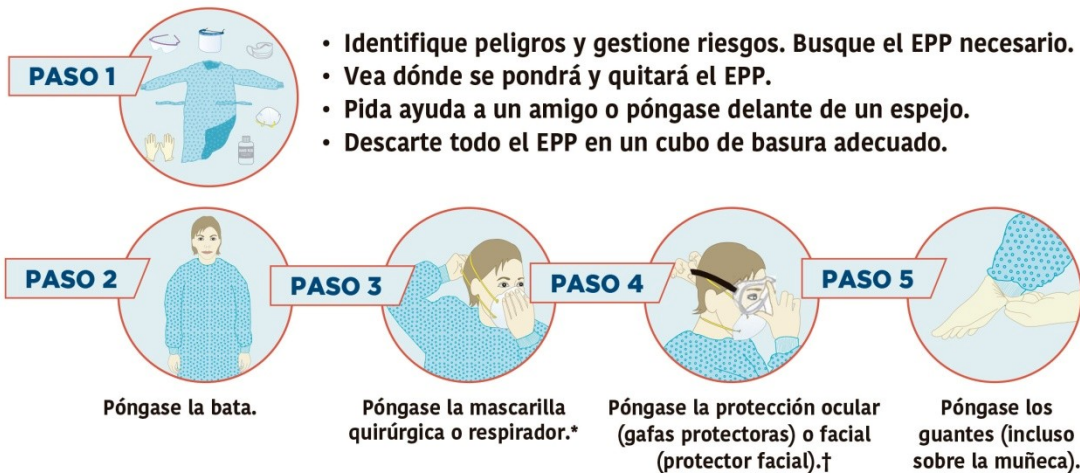 PASO 1
• Identifique peligros y gestione riesgos. Busque el EPP necesario.
• Vea dónde se pondrá y quitará el EPP.
• Pida ayuda a un amigo o póngase delante de un espejo.
• Descarte todo el EPP en un cubo de basura adecuado.
PASO 2
Póngase la bata.
PASO 3
Póngase la mascarilla
quirúrgica o respirador.*
PASO 4
Póngase la protección ocular
(gafas protectoras) o facial
(protector facial).†
PASO 5
Póngase los
guantes (incluso
sobre la muñeca).